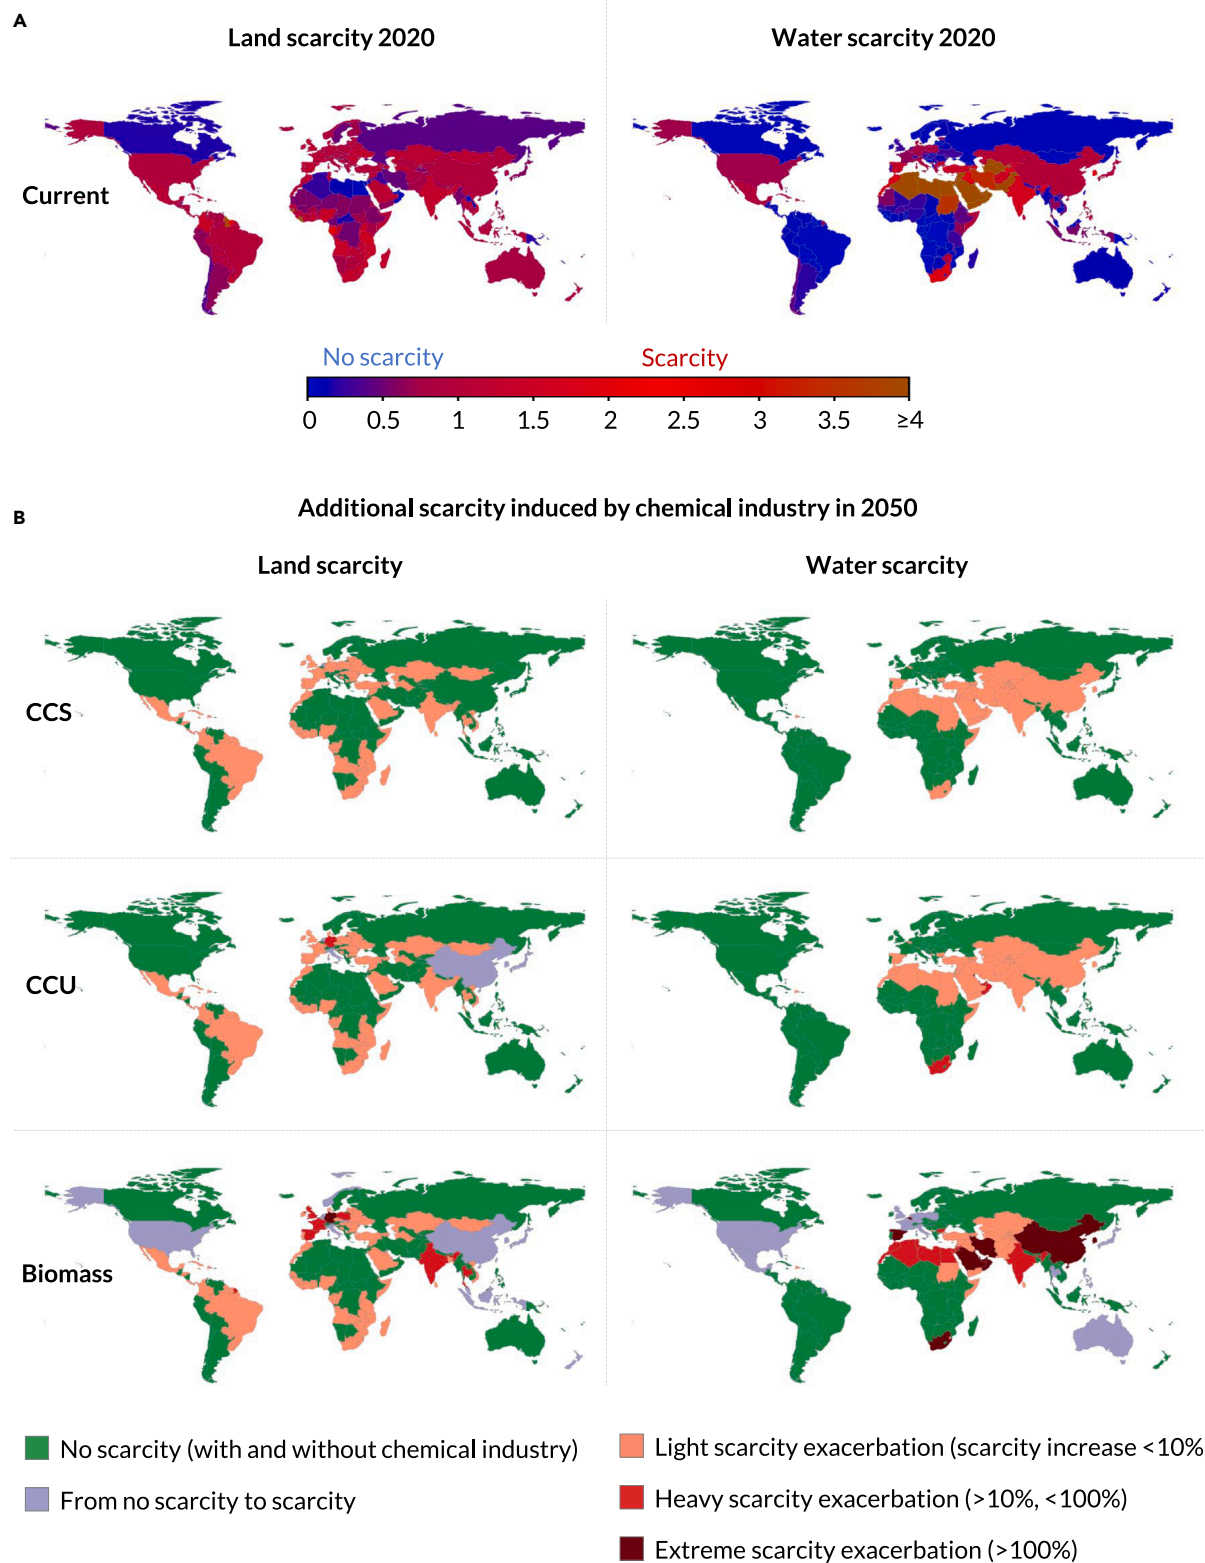 A
Land scarcity 2020
Water scarcity 2020
Current
No scarcity
Scarcity
0 0.5 1 1.5 2 2.5 3 3.5 ≥4
B
Additional scarcity induced by chemical industry in 2050
Land scarcity
Water scarcity
CCS
CCU
Biomass
No scarcity (with and without chemical industry)
From no scarcity to scarcity
Light scarcity exacerbation (scarcity increase <10%
Heavy scarcity exacerbation (>10%, <100%)
Extreme scarcity exacerbation (>100%)